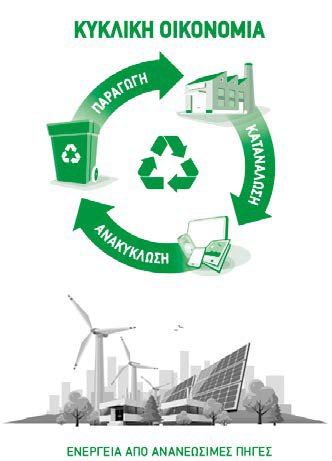 ΚΥΚΛΙΚΗ ΟΙΚΟΝΟΜΙΑ
ΠΑΡΑΓΩΓΗ
ΚΑΤΑΝΑΛΩΣΗ
ΑΝΑΚΥΚΛΩΣΗ
ΕΝΕΡΓΕΙΑ ΑΠΟ ΑΝΑΝΕΩΣΙΜΕΣ ΠΗΓΕΣ